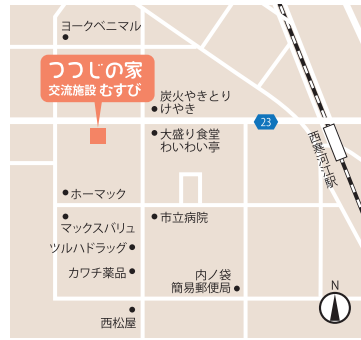 ヨークベニマル
つつじの家
交流施設 むすび
炭火やきとり
けやき
大盛り食堂
わいわい亭
23
西寒河江駅
ホーマック
マックスバリュ
市立病院
ツルハドラッグ
カワチ薬品
内ノ袋
簡易郵便局
西松屋
N